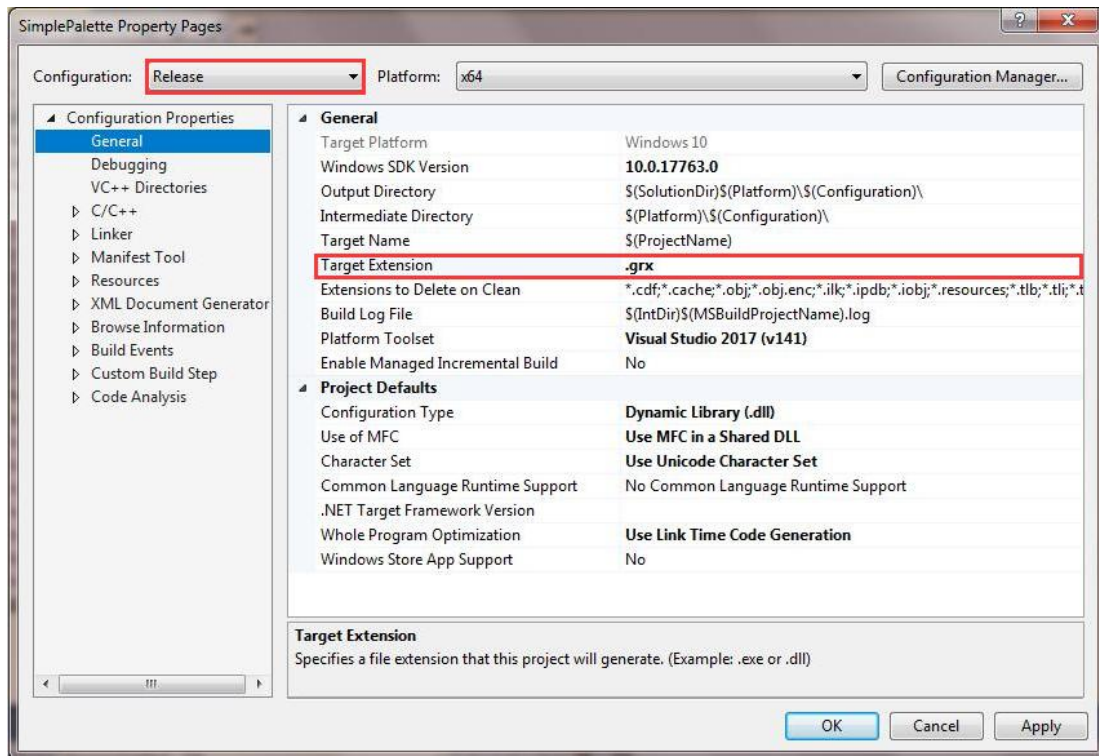 SimplePalette Property Pages
Configuration: Release Platform: x64 Configuration Manager...
Configuration Properties
General
Debugging
VC++ Directories
C/C++
Linker
Manifest Tool
Resources
XML Document Generator
Browse Information
Build Events
Custom Build Step
Code Analysis
General
Target Platform Windows 10
Windows SDK Version 10.0.17763.0
Output Directory $(SolutionDir)$(Platform)\$(Configuration)\
Intermediate Directory $(Platform)\$(Configuration)\
Target Name $(ProjectName)
Target Extension .grx
Extensions to Delete on Clean *.cdf;*.cache;*.obj;*.obj.enc;*.ilk;*.ipdb;*.iobj;*.resources;*.tlb;*.tli;*.t
Build Log File $(IntDir)$(MSBuildProjectName).log
Platform Toolset Visual Studio 2017 (v141)
Enable Managed Incremental Build No
Project Defaults
Configuration Type Dynamic Library (.dll)
Use of MFC Use MFC in a Shared DLL
Character Set Use Unicode Character Set
Common Language Runtime Support No Common Language Runtime Support
.NET Target Framework Version
Whole Program Optimization Use Link Time Code Generation
Windows Store App Support No
Target Extension
Specifies a file extension that this project will generate. (Example: .exe or .dll)
OK Cancel Apply